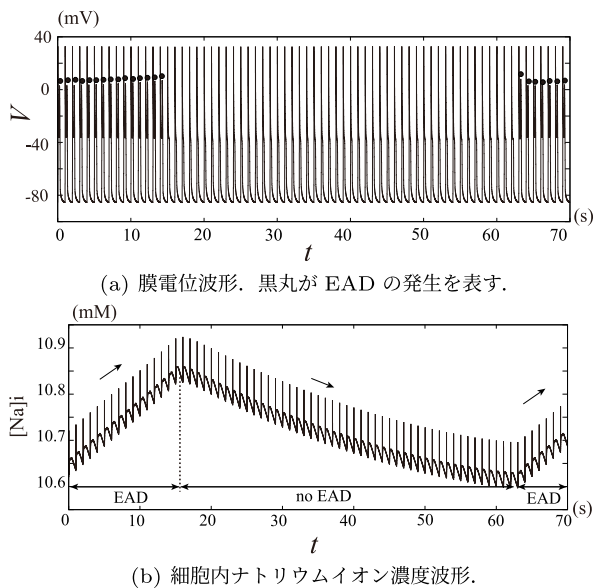 (mV)
40
0
-40
-80
V
0 10 20 30 40 50 60 70
(s)
t
(a) 膜電位波形．黒丸が EAD の発生を表す．
(mM)
10.9
10.8
10.7
10.6
[Na]i
EAD no EAD EAD
0 10 20 30 40 50 60 70
(s)
t
(b) 細胞内ナトリウムイオン濃度波形．